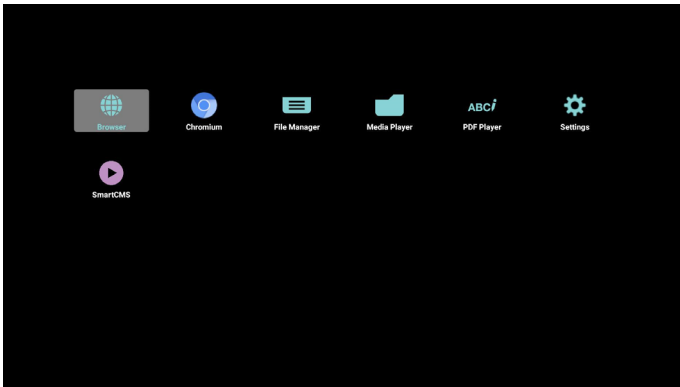 Browser
Chromium
File Manager
Media Player
ABCi
PDF Player
Settings
SmartCMS